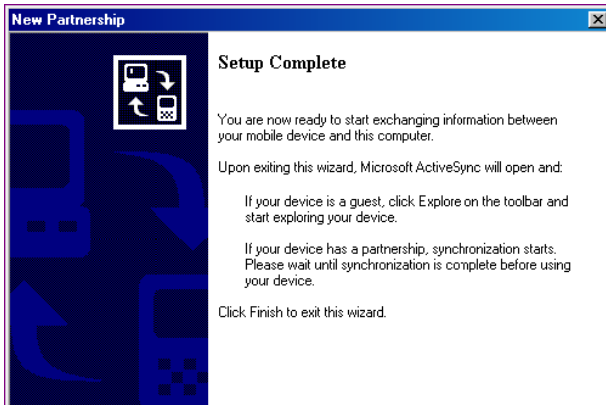 New Partnership
Setup Complete
You are now ready to start exchanging information between
your mobile device and this computer.
Upon exiting this wizard, Microsoft ActiveSync will open and:
If your device is a guest, click Explore on the toolbar and
start exploring your device.
If your device has a partnership, synchronization starts.
Please wait until synchronization is complete before using
your device.
Click Finish to exit this wizard.